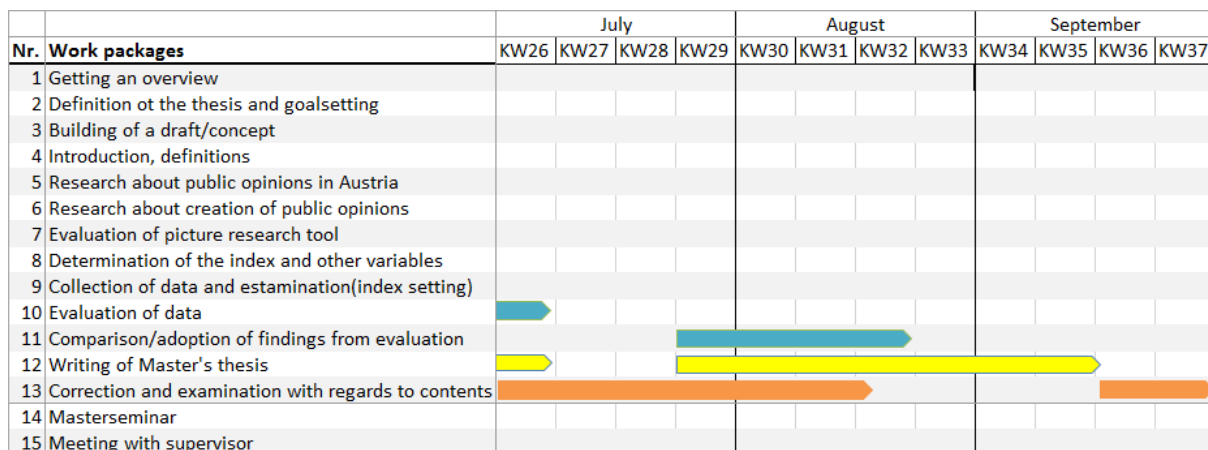 July August September
Nr. Work packages KW26 KW27 KW28 KW29 KW30 KW31 KW32 KW33 KW34 KW35 KW36 KW37
1 Getting an overview
2 Definition ot the thesis and goalsetting
3 Building of a draft/concept
4 Introduction, definitions
5 Research about public opinions in Austria
6 Research about creation of public opinions
7 Evaluation of picture research tool
8 Determination of the index and other variables
9 Collection of data and estamination(index setting)
10 Evaluation of data
11 Comparison/adoption of findings from evaluation
12 Writing of Master's thesis
13 Correction and examination with regards to contents
14 Masterseminar
15 Meeting with supervisor